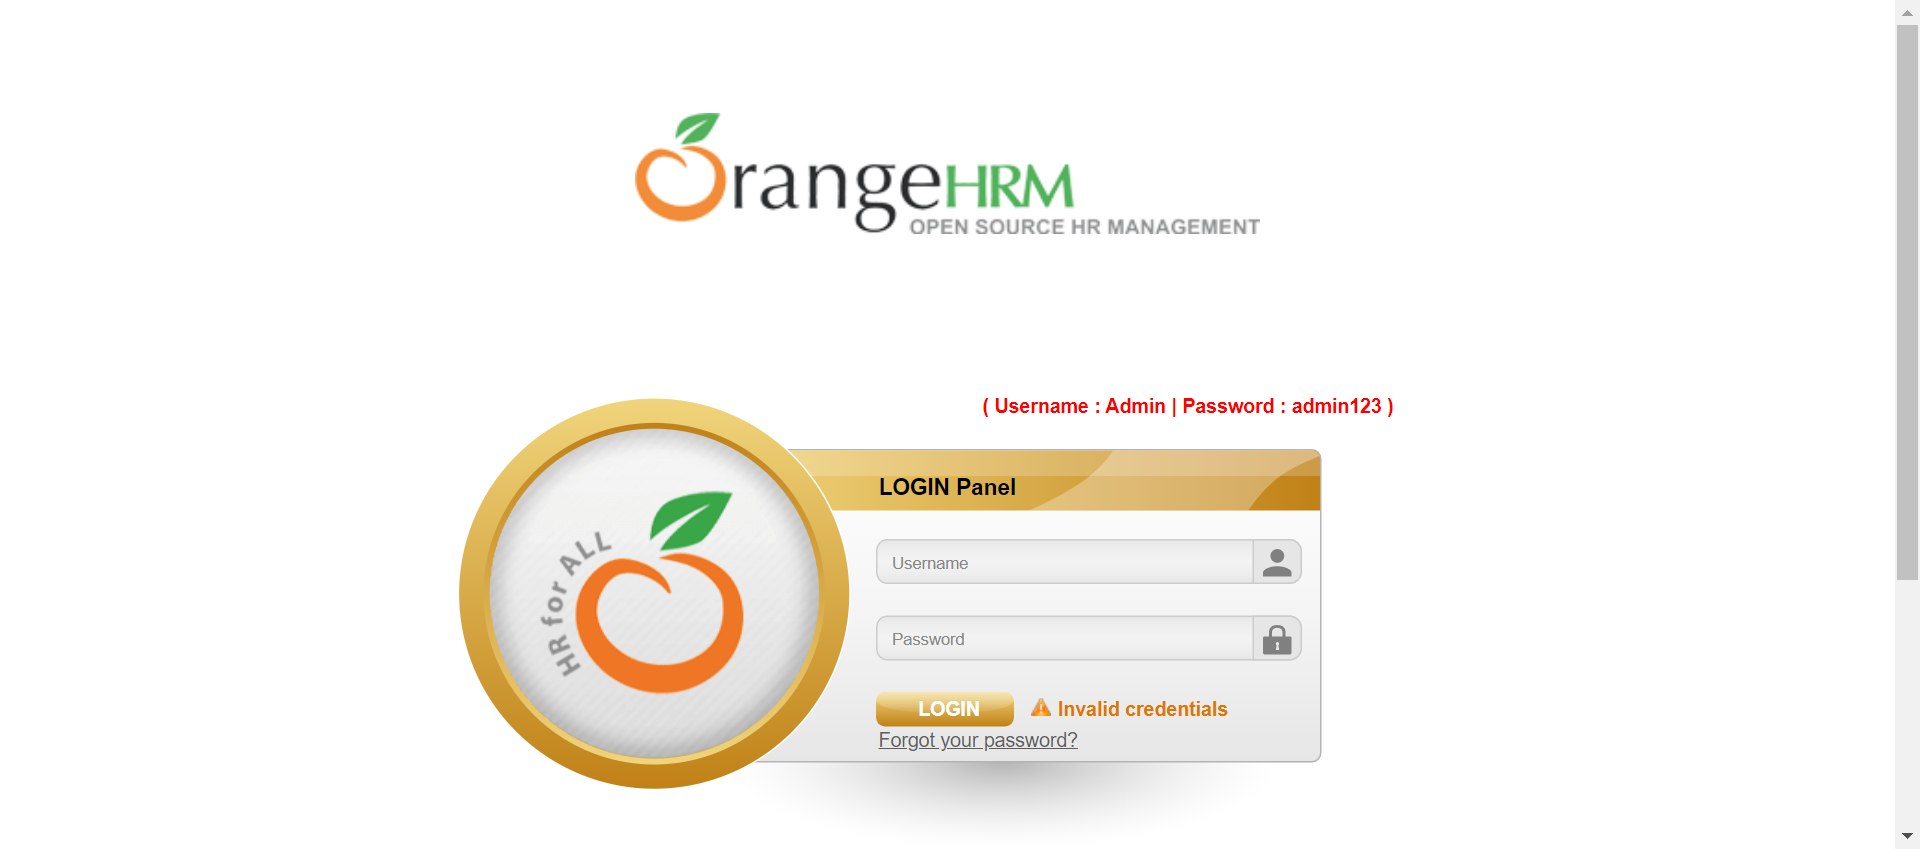 OrangeHRM
OPEN SOURCE HR MANAGEMENT
( Username : Admin | Password : admin123 )
LOGIN Panel
HR for ALL
Username
Password
LOGIN
Invalid credentials
Forgot your password?